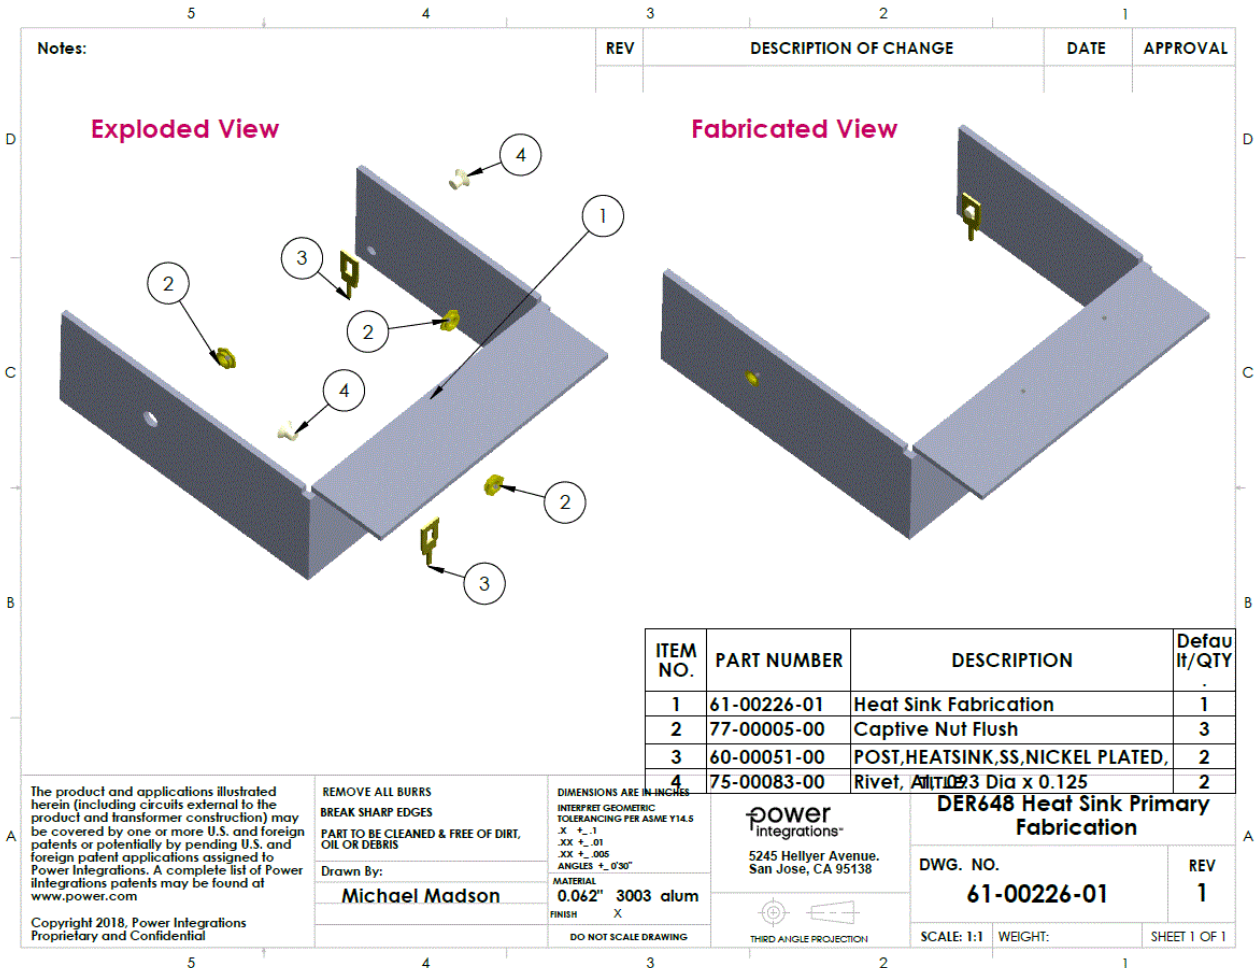 5 4 3 2 1
Notes:
REV DESCRIPTION OF CHANGE DATE APPROVAL
D D
Exploded View
Fabricated View
4
1
3
2
2
C C
4
2
3
B B
ITEM NO. PART NUMBER DESCRIPTION Defau lt/QTY .
1 61-00226-01 Heat Sink Fabrication 1
2 77-00005-00 Captive Nut Flush 3
3 60-00051-00 POST,HEATSINK,SS,NICKEL PLATED, 2
4 75-00083-00 Rivet, Al, .093 Dia x 0.125 2
A A
The product and applications illustrated
herein (including circuits external to the
product and transformer construction) may
be covered by one or more U.S. and foreign
patents or potentially by pending U.S. and
foreign patent applications assigned to
Power Integrations. A complete list of Power
iIntegrations patents may be found at
www.power.com
Copyright 2018, Power Integrations
Proprietary and Confidential
REMOVE ALL BURRS
BREAK SHARP EDGES
PART TO BE CLEANED & FREE OF DIRT,
OIL OR DEBRIS
Drawn By:
Michael Madson
DIMENSIONS ARE IN INCHES
INTERPRET GEOMETRIC
TOLERANCING PER ASME Y14.5
.X +_ .1
.XX +_ .01
.XX +_ .005
ANGLES +_ 0'30"
MATERIAL
0.062" 3003 alum
FINISH X
DO NOT SCALE DRAWING
power
integrations
5245 Hellyer Avenue.
San Jose, CA 95138
THIRD ANGLE PROJECTION
TITLE:
DER648 Heat Sink Primary
Fabrication
DWG. NO.
61-00226-01
REV
1
SCALE: 1:1 WEIGHT: SHEET 1 OF 1
5 4 3 2 1